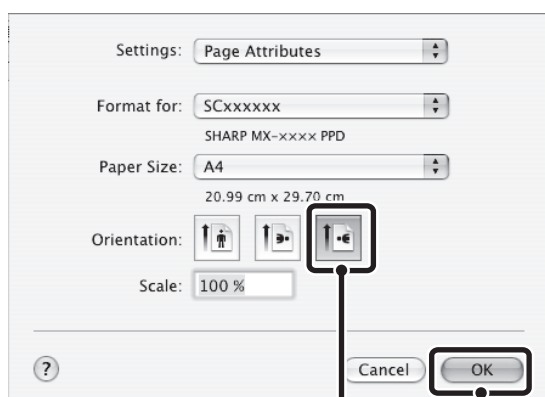 Settings: Page Attributes
Format for: SCxxxxxx
SHARP MX-×××× PPD
Paper Size: A4
20.99 cm x 29.70 cm
Orientation:
Scale: 100 %
? Cancel OK